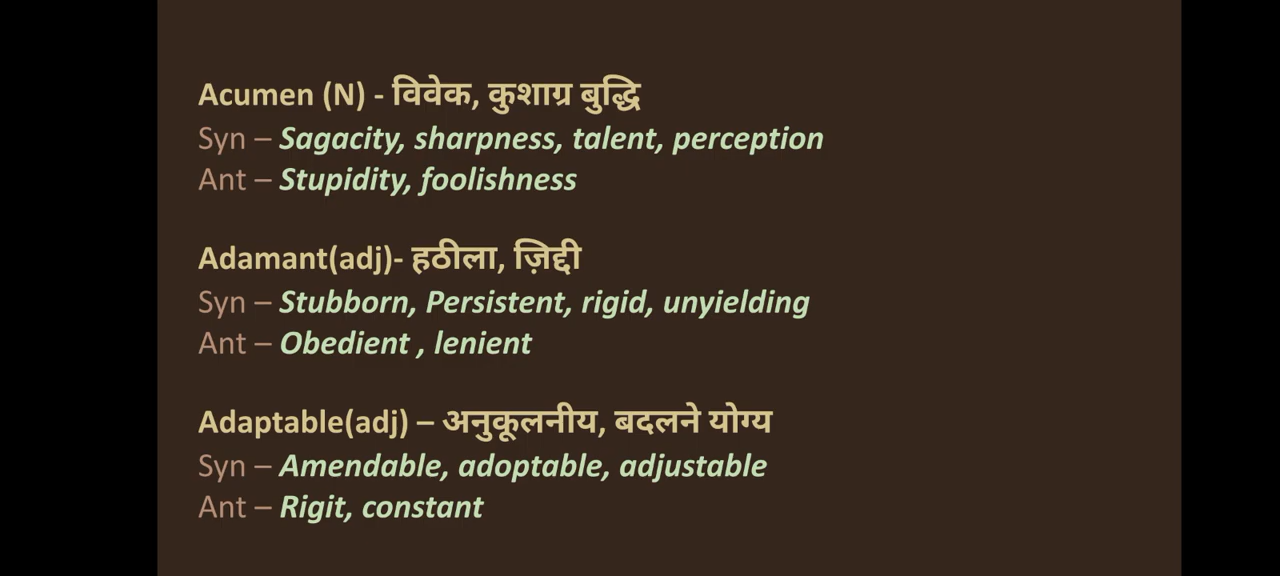 Acumen (N) - विवेक, कुशाग्र बुद्धि
Syn – Sagacity, sharpness, talent, perception
Ant – Stupidity, foolishness
Adamant(adj)- हठीला, ज़िद्दी
Syn – Stubborn, Persistent, rigid, unyielding
Ant – Obedient , lenient
Adaptable(adj) – अनुकूलनीय, बदलने योग्य
Syn – Amendable, adoptable, adjustable
Ant – Rigit, constant